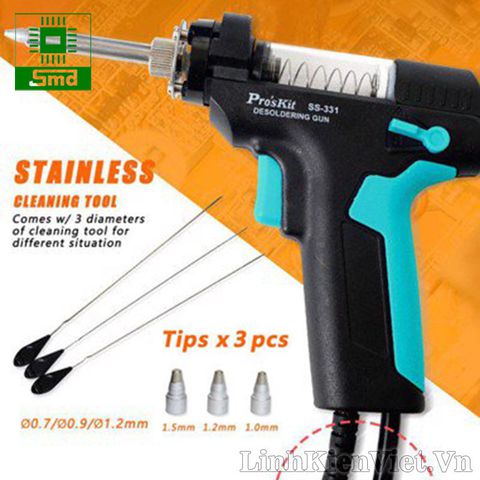 Smd
Pro'sKit SS-331
DESOLDERING GUN
STAINLESS
CLEANING TOOL
Comes w/ 3 diameters
of cleaning tool for
different situation
Tips x 3 pcs
Ø0.7/Ø0.9/Ø1.2mm
1.5mm 1.2mm 1.0mm
LinhKienViet.Vn